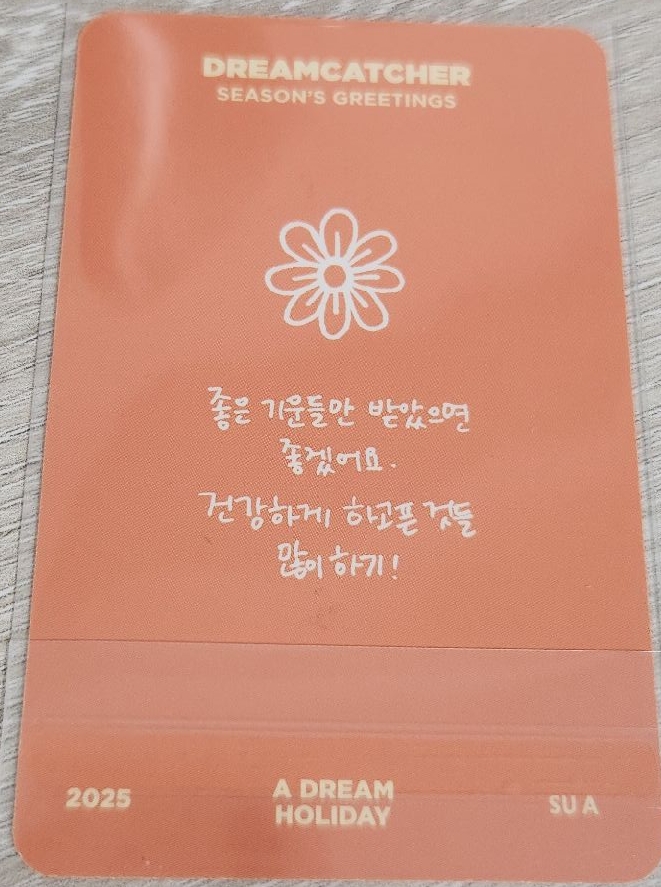 DREAMCATCHER
SEASON'S GREETINGS
좋은 기운들만 받았으면
좋겠어요.
건강하게 하고픈 것들
많이 하기!
2025
A DREAM
HOLIDAY
SU A